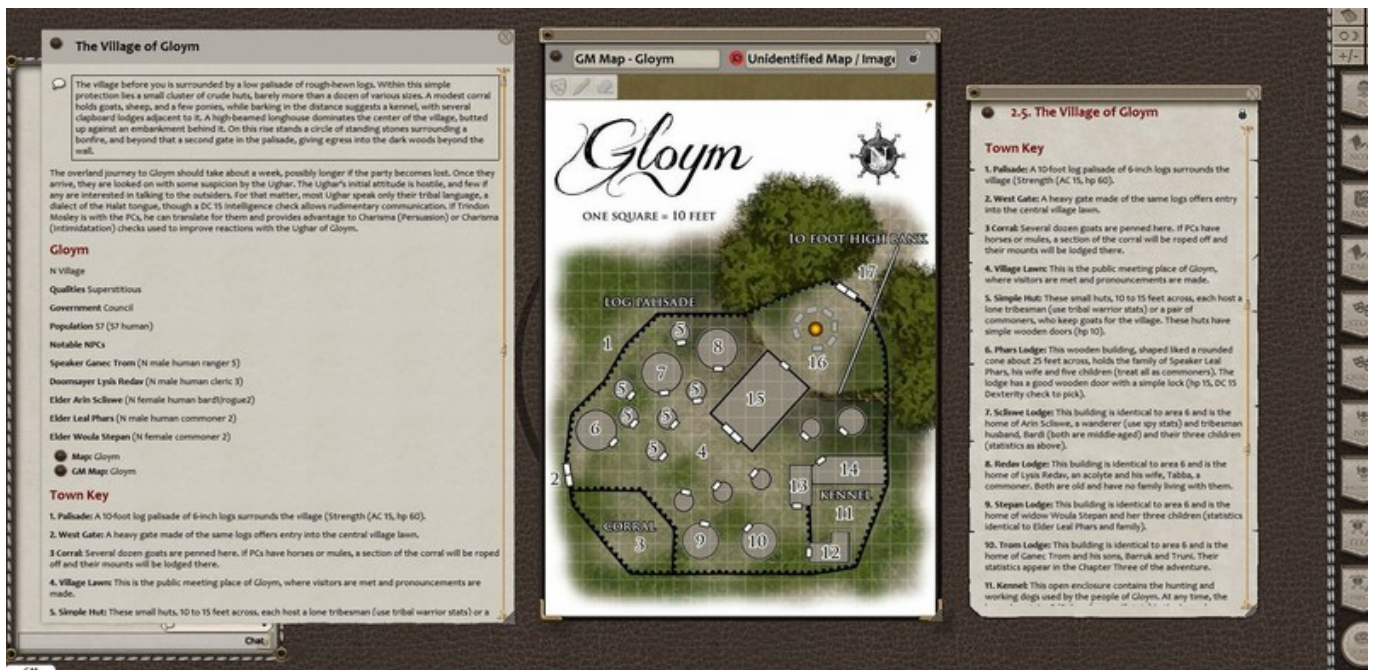 The Village of Gloym
The village before you is surrounded by a low palisade of rough-hewn logs. Within this simple
protection lies a small cluster of crude huts, barely more than a dozen of various sizes. A modest corral
holds goats, sheep, and a few ponies, while barking in the distance suggests a kennel, with several
clapboard lodges adjacent to it. A high-beamed longhouse dominates the center of the village, butted
up against an embankment behind it. On this rise stands a circle of standing stones surrounding a
bonfire, and beyond that a second gate in the palisade, giving egress into the dark woods beyond the
wall.
The overland journey to Gloym should take about a week, possibly longer if the party becomes lost. Once they
arrive, they are looked on with some suspicion by the Ughar. The Ughar's initial attitude is hostile, and few if
any are interested in talking to the outsiders. For that matter, most Ughar speak only their tribal language, a
dialect of the Halat tongue, though a DC 15 Intelligence check allows rudimentary communication. If Trindon
Mosley is with the PCs, he can translate for them and provides advantage to Charisma (Persuasion) or Charisma
(Intimidatation) checks used to improve reactions with the Ughar of Gloym.
Gloym
N Village
Qualities Superstitious
Government Council
Population 57 (57 human)
Notable NPCs
Speaker Ganec Trom (N male human ranger 5)
Doomsayer Lysis Redav (N male human cleric 3)
Elder Arin Scliswe (N female human bard1/rogue2)
Elder Leal Phars (N male human commoner 2)
Elder Woula Stepan (N female commoner 2)
Map: Gloym
GM Map: Gloym
Town Key
1. Palisade: A 10-foot log palisade of 6-inch logs surrounds the village (Strength (AC 15, hp 60).
2. West Gate: A heavy gate made of the same logs offers entry into the central village lawn.
3 Corral: Several dozen goats are penned here. If PCs have horses or mules, a section of the corral will be roped
off and their mounts will be lodged there.
4. Village Lawn: This is the public meeting place of Gloym, where visitors are met and pronouncements are
made.
5. Simple Hut: These small huts, 10 to 15 feet across, each host a lone tribesman (use tribal warrior stats) or a
Chat
GM Map - Gloym
Unidentified Map / Imag
Gloym
N
ONE SQUARE = 10 FEET
10 FOOT HIGH BANK
17
LOG PALISADE
1
5
8
16
7
5
5
15
6
5
5
5
4
2
14
13
KENNEL
11
CORRAL
3
9
10
12
2.5. The Village of Gloym
Town Key
1. Palisade: A 10-foot log palisade of 6-inch logs surrounds the
village (Strength (AC 15, hp 60).
2. West Gate: A heavy gate made of the same logs offers entry
into the central village lawn.
3 Corral: Several dozen goats are penned here. If PCs have
horses or mules, a section of the corral will be roped off and
their mounts will be lodged there.
4. Village Lawn: This is the public meeting place of Gloym,
where visitors are met and pronouncements are made.
5. Simple Hut: These small huts, 10 to 15 feet across, each host a
lone tribesman (use tribal warrior stats) or a pair of
commoners, who keep goats for the village. These huts have
simple wooden doors (hp 10).
6. Phars Lodge: This wooden building, shaped liked a rounded
cone about 25 feet across, holds the family of Speaker Leal
Phars, his wife and five children (treat all as commoners). The
lodge has a good wooden door with a simple lock (hp 15, DC 15
Dexterity check to pick).
7. Scliswe Lodge: This building is identical to area 6 and is the
home of Arin Scliswe, a wanderer (use spy stats) and tribesman
husband, Bardi (both are middle-aged) and their three children
(statistics as above).
8. Redav Lodge: This building is identical to area 6 and is the
home of Lysis Redav, an acolyte and his wife, Tabba, a
commoner. Both are old and have no family living with them.
9. Stepan Lodge: This building is identical to area 6 and is the
home of widow Woula Stepan and her three children (statistics
identical to Elder Leal Phars and family).
10. Trom Lodge: This building is identical to area 6 and is the
home of Ganec Trom and his sons, Barruk and Truni. Their
statistics appear in the Chapter Three of the adventure.
11. Kennel: This open enclosure contains the hunting and
working dogs used by the people of Gloym. At any time, the
+/-